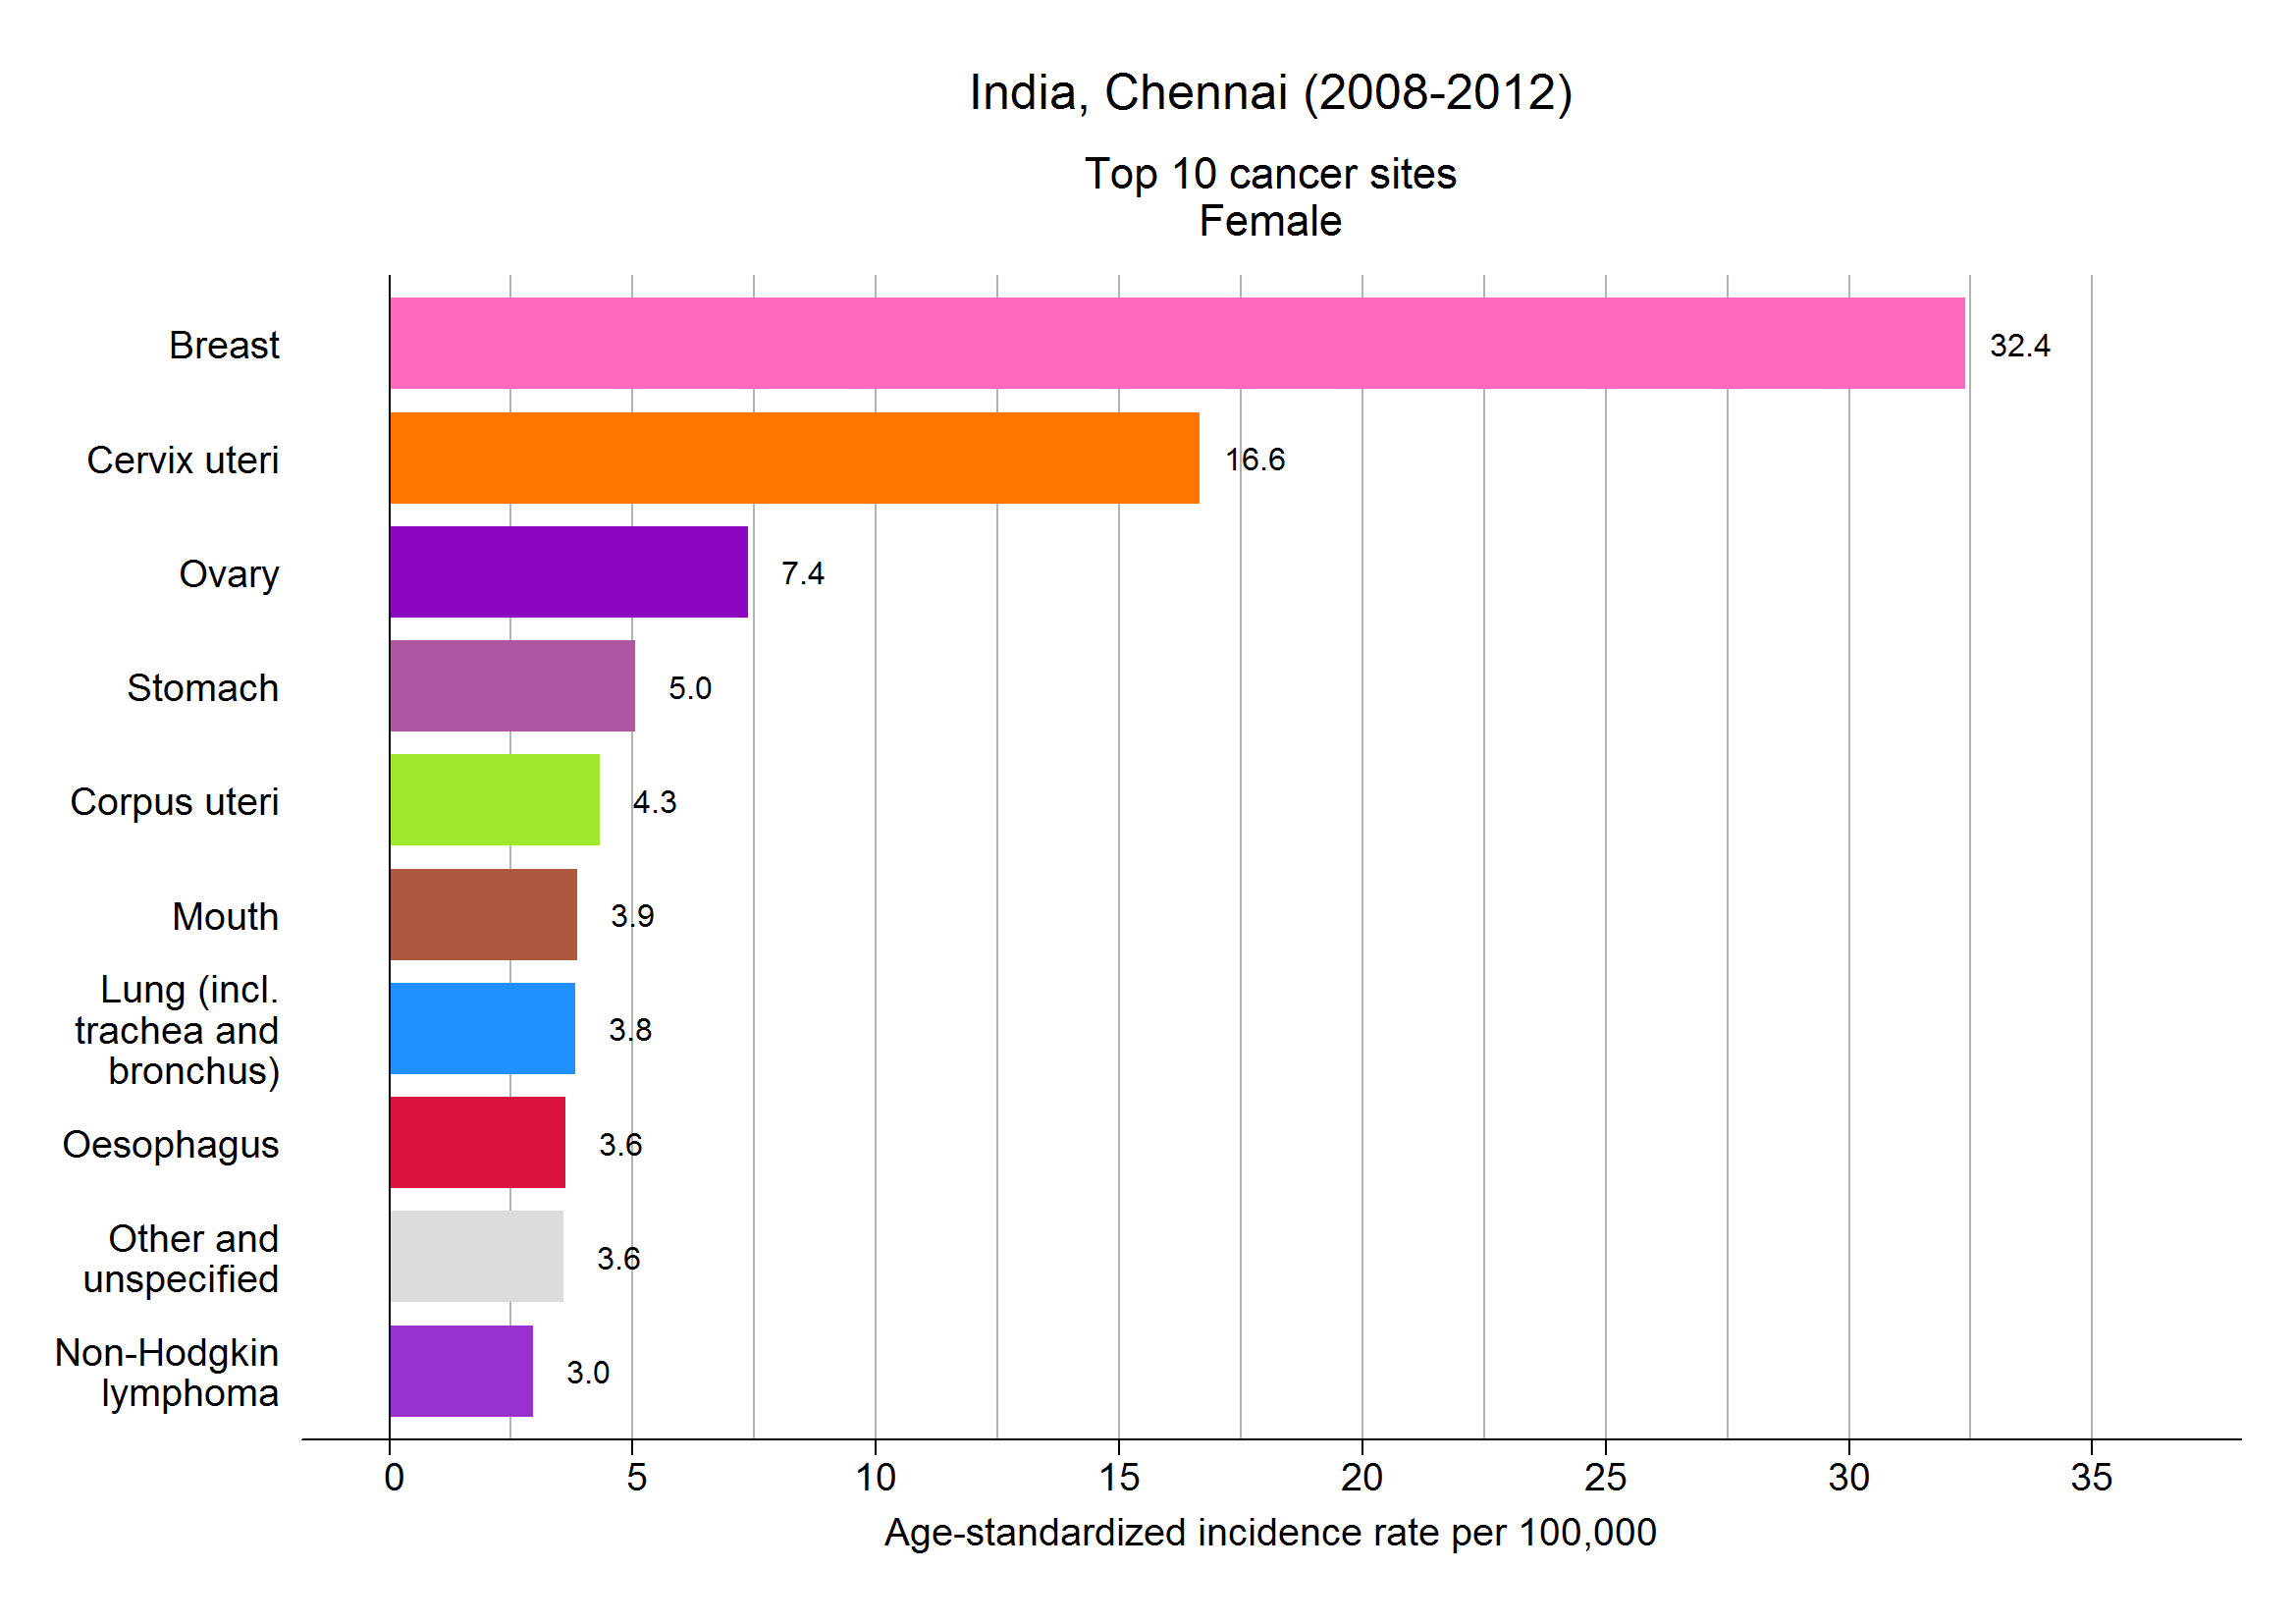 India, Chennai (2008-2012)
Top 10 cancer sites
Female
Breast
32.4
Cervix uteri
16.6
Ovary
7.4
Stomach
5.0
Corpus uteri
4.3
Mouth
3.9
Lung (incl.
trachea and
bronchus)
3.8
Oesophagus
3.6
Other and
unspecified
3.6
Non-Hodgkin
lymphoma
3.0
0 5 10 15 20 25 30 35
Age-standardized incidence rate per 100,000